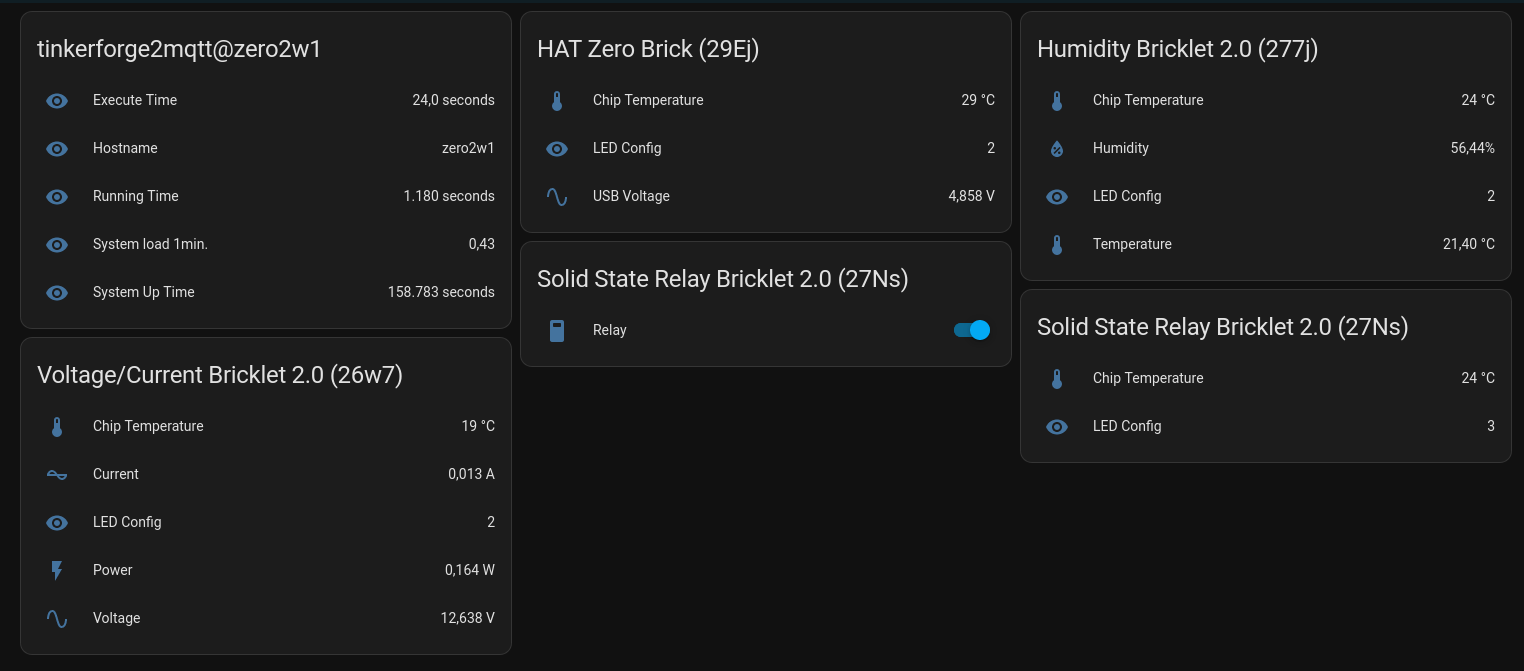 tinkerforge2mqtt@zero2w1
Execute Time 24,0 seconds
Hostname zero2w1
Running Time 1.180 seconds
System load 1min. 0,43
System Up Time 158.783 seconds
Voltage/Current Bricklet 2.0 (26w7)
Chip Temperature 19 °C
Current 0,013 A
LED Config 2
Power 0,164 W
Voltage 12,638 V
HAT Zero Brick (29Ej)
Chip Temperature 29 °C
LED Config 2
USB Voltage 4,858 V
Solid State Relay Bricklet 2.0 (27Ns)
Relay
Humidity Bricklet 2.0 (277j)
Chip Temperature 24 °C
Humidity 56,44%
LED Config 2
Temperature 21,40 °C
Solid State Relay Bricklet 2.0 (27Ns)
Chip Temperature 24 °C
LED Config 3